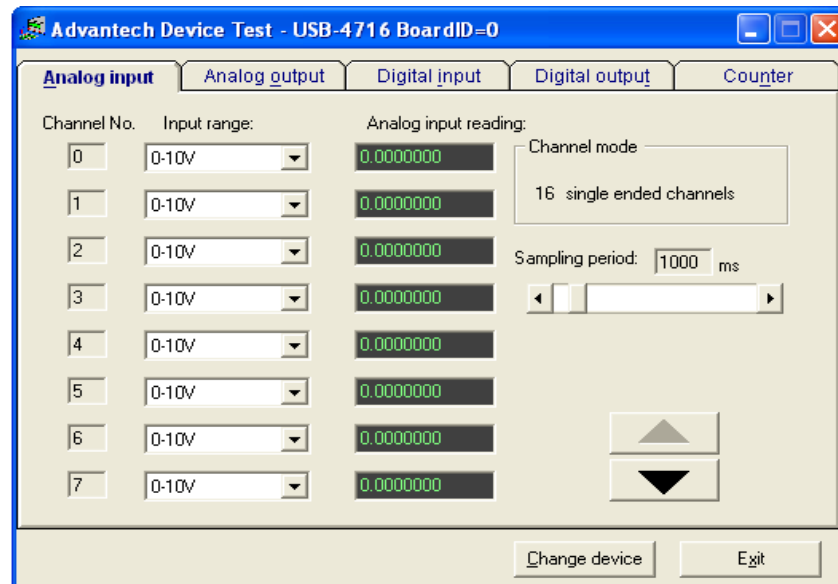 Advantech Device Test - USB-4716 BoardID=0
Analog input Analog output Digital input Digital output Counter
Channel No. Input range: Analog input reading:
0 0-10V 0.0000000
1 0-10V 0.0000000
2 0-10V 0.0000000
3 0-10V 0.0000000
4 0-10V 0.0000000
5 0-10V 0.0000000
6 0-10V 0.0000000
7 0-10V 0.0000000
Channel mode
16 single ended channels
Sampling period: 1000 ms
Change device Exit